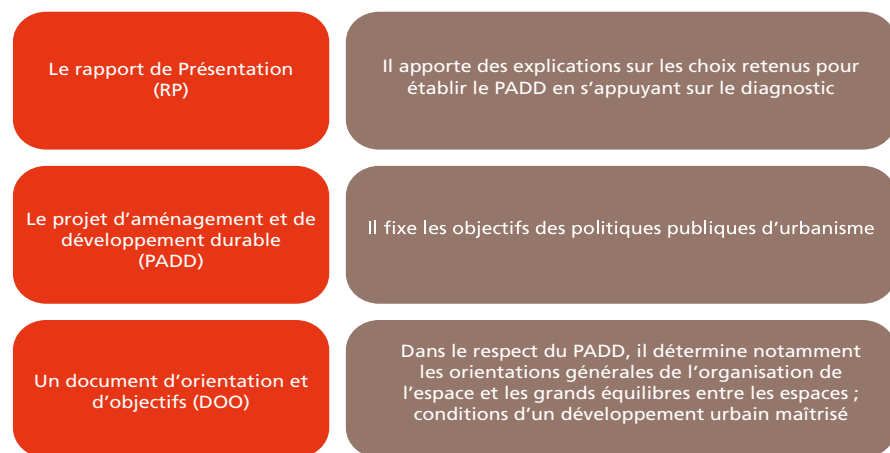 Le rapport de Présentation
(RP)
Il apporte des explications sur les choix retenus pour
établir le PADD en s’appuyant sur le diagnostic
Le projet d’aménagement et de
développement durable
(PADD)
Il fixe les objectifs des politiques publiques d’urbanisme
Un document d’orientation et
d’objectifs (DOO)
Dans le respect du PADD, il détermine notamment
les orientations générales de l’organisation de
l’espace et les grands équilibres entre les espaces ;
conditions d’un développement urbain maîtrisé